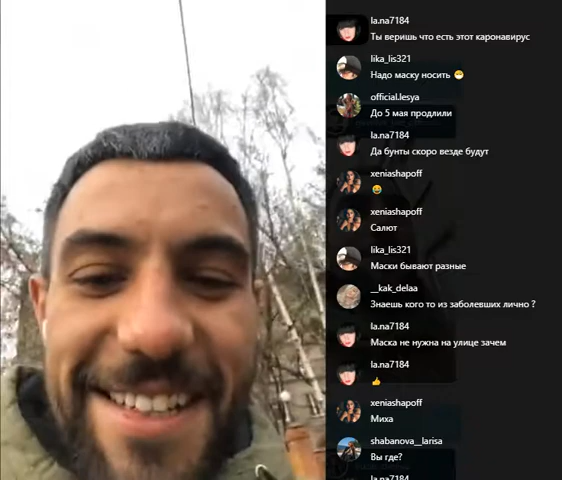 la.na7184
Ты веришь что есть этот каронавирус
lika_lis321
Надо маску носить 😷
official.lesya
До 5 мая продлили
la.na7184
Да бунты скоро везде будут
xeniashapoff
😂
xeniashapoff
Салют
lika_lis321
Маски бывают разные
__kak_delaa
Знаешь кого то из заболевших лично ?
la.na7184
Маска не нужна на улице зачем
la.na7184
👍
xeniashapoff
Миха
shabanova__larisa
Вы где?
la.na7184